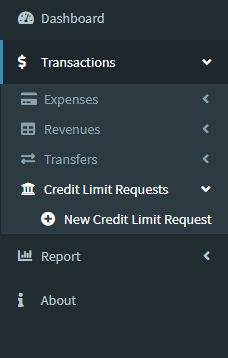 Dashboard
Transactions
Expenses
Revenues
Transfers
Credit Limit Requests
New Credit Limit Request
Report
About